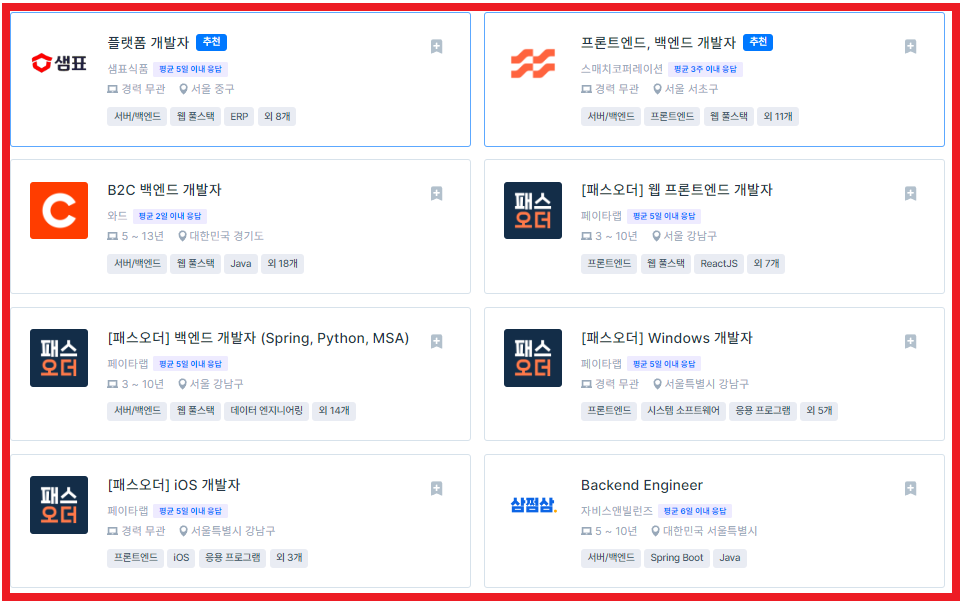 샘표
플랫폼 개발자 추천
샘표식품 평균 5일 이내 응답
경력 무관 서울 중구
서버/백엔드 웹 풀스택 ERP 외 8개
프론트엔드, 백엔드 개발자 추천
스매치코퍼레이션 평균 3주 이내 응답
경력 무관 서울 서초구
서버/백엔드 프론트엔드 웹 풀스택 외 11개
B2C 백엔드 개발자
와드 평균 2일 이내 응답
5 ~ 13년 대한민국 경기도
서버/백엔드 웹 풀스택 Java 외 18개
패스
오더
[패스오더] 웹 프론트엔드 개발자
페이타랩 평균 5일 이내 응답
3 ~ 10년 서울 강남구
프론트엔드 웹 풀스택 ReactJS 외 7개
패스
오더
[패스오더] 백엔드 개발자 (Spring, Python, MSA)
페이타랩 평균 5일 이내 응답
3 ~ 10년 서울 강남구
서버/백엔드 웹 풀스택 데이터 엔지니어링 외 14개
패스
오더
[패스오더] Windows 개발자
페이타랩 평균 5일 이내 응답
경력 무관 서울특별시 강남구
프론트엔드 시스템 소프트웨어 응용 프로그램 외 5개
패스
오더
[패스오더] iOS 개발자
페이타랩 평균 5일 이내 응답
경력 무관 서울특별시 강남구
프론트엔드 iOS 응용 프로그램 외 3개
삼쩜삼.
Backend Engineer
자비스앤빌런즈 평균 6일 이내 응답
5 ~ 10년 대한민국 서울특별시
서버/백엔드 Spring Boot Java